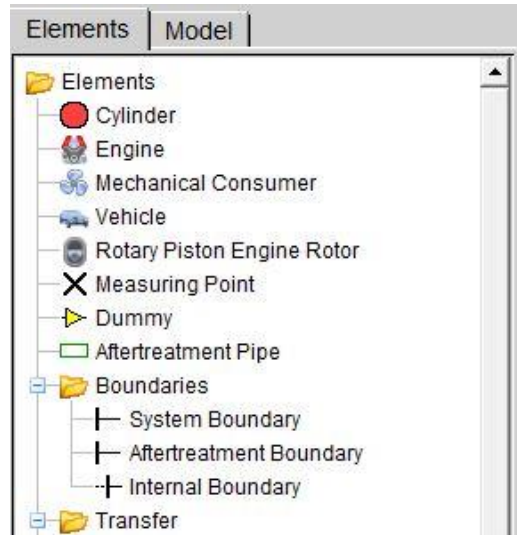 Elements Model
Elements
Cylinder
Engine
Mechanical Consumer
Vehicle
Rotary Piston Engine Rotor
Measuring Point
Dummy
Aftertreatment Pipe
Boundaries
System Boundary
Aftertreatment Boundary
Internal Boundary
Transfer